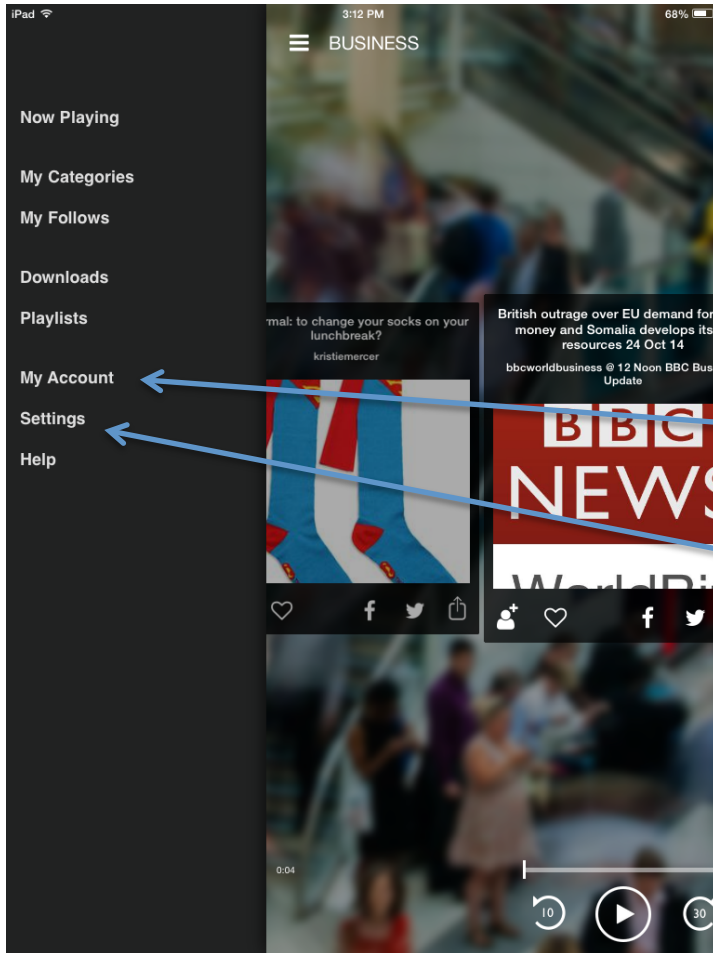 iPad
3:12 PM
68%
BUSINESS
Now Playing
My Categories
My Follows
Downloads
Playlists
My Account
Settings
Help
rmal: to change your socks on your
lunchbreak?
kristiemercer
British outrage over EU demand for
money and Somalia develops its
resources 24 Oct 14
bbcworldbusiness @ 12 Noon BBC Bus
Update
BBC
NEWS
0:04
10
30